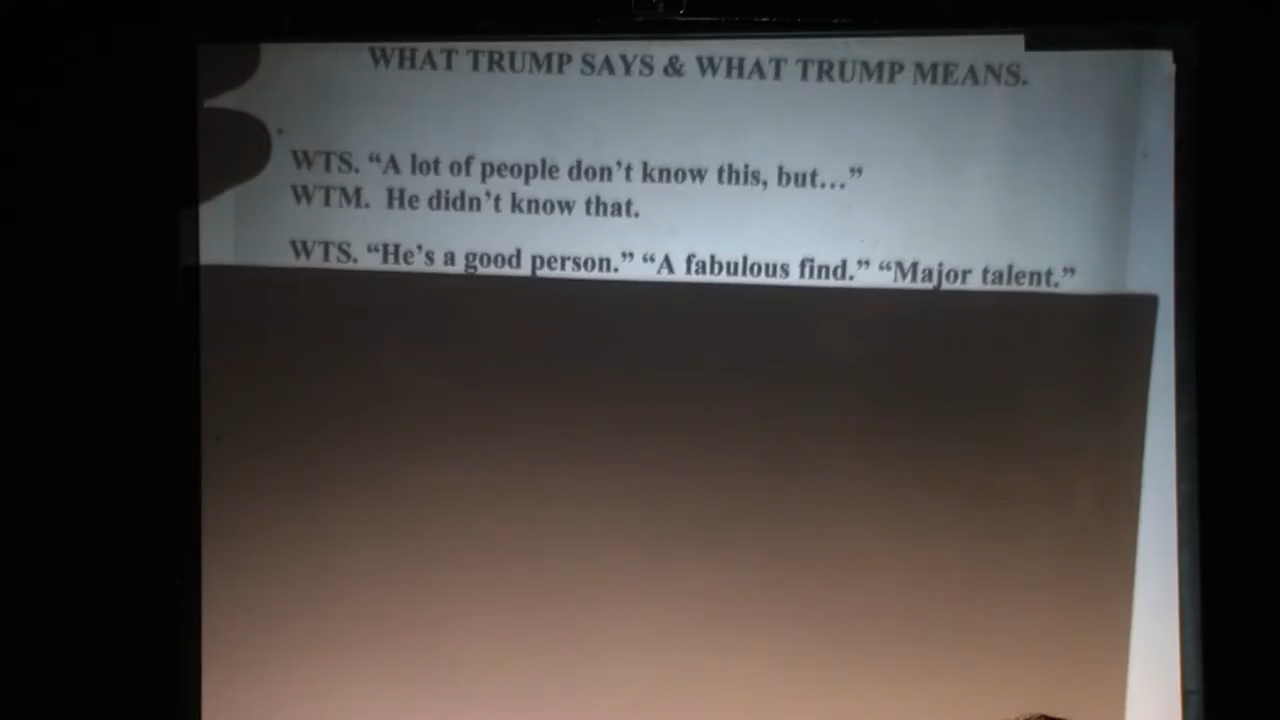 WHAT TRUMP SAYS & WHAT TRUMP MEANS.
WTS. “A lot of people don’t know this, but...”
WTM. He didn’t know that.
WTS. “He’s a good person.” “A fabulous find.” “Major talent.”